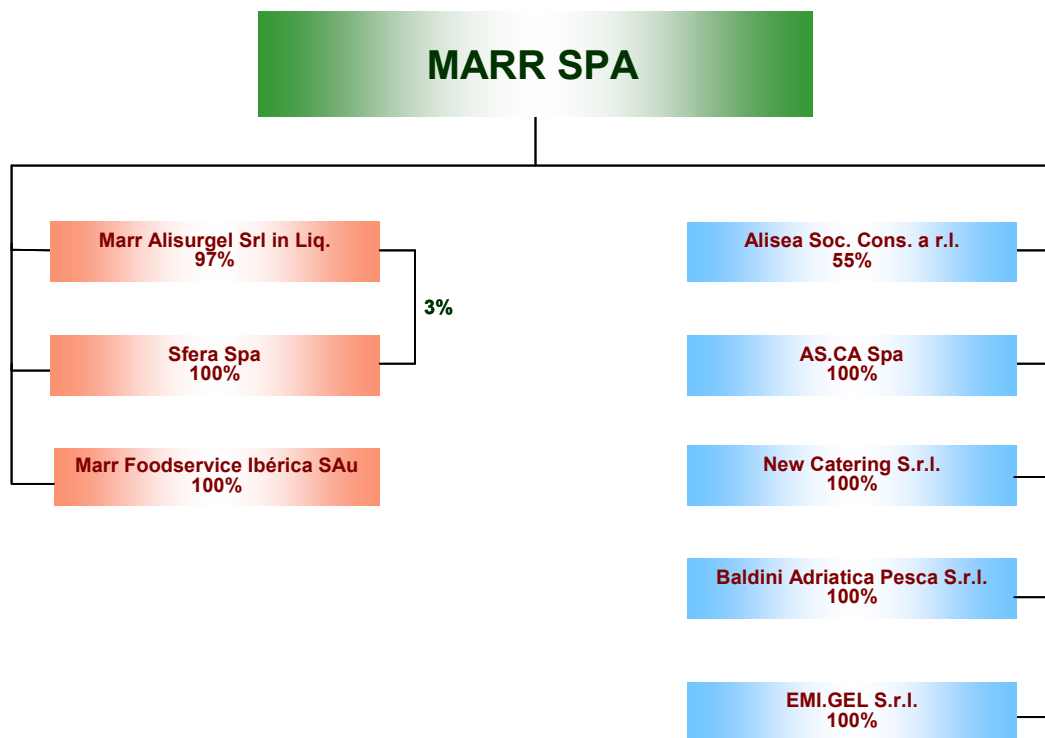 MARR SPA
Marr Alisurgel Srl in Liq.
97%
3%
Sfera Spa
100%
Marr Foodservice Ibérica SAu
100%
Alisea Soc. Cons. a r.l.
55%
AS.CA Spa
100%
New Catering S.r.l.
100%
Baldini Adriatica Pesca S.r.l.
100%
EMI.GEL S.r.l.
100%